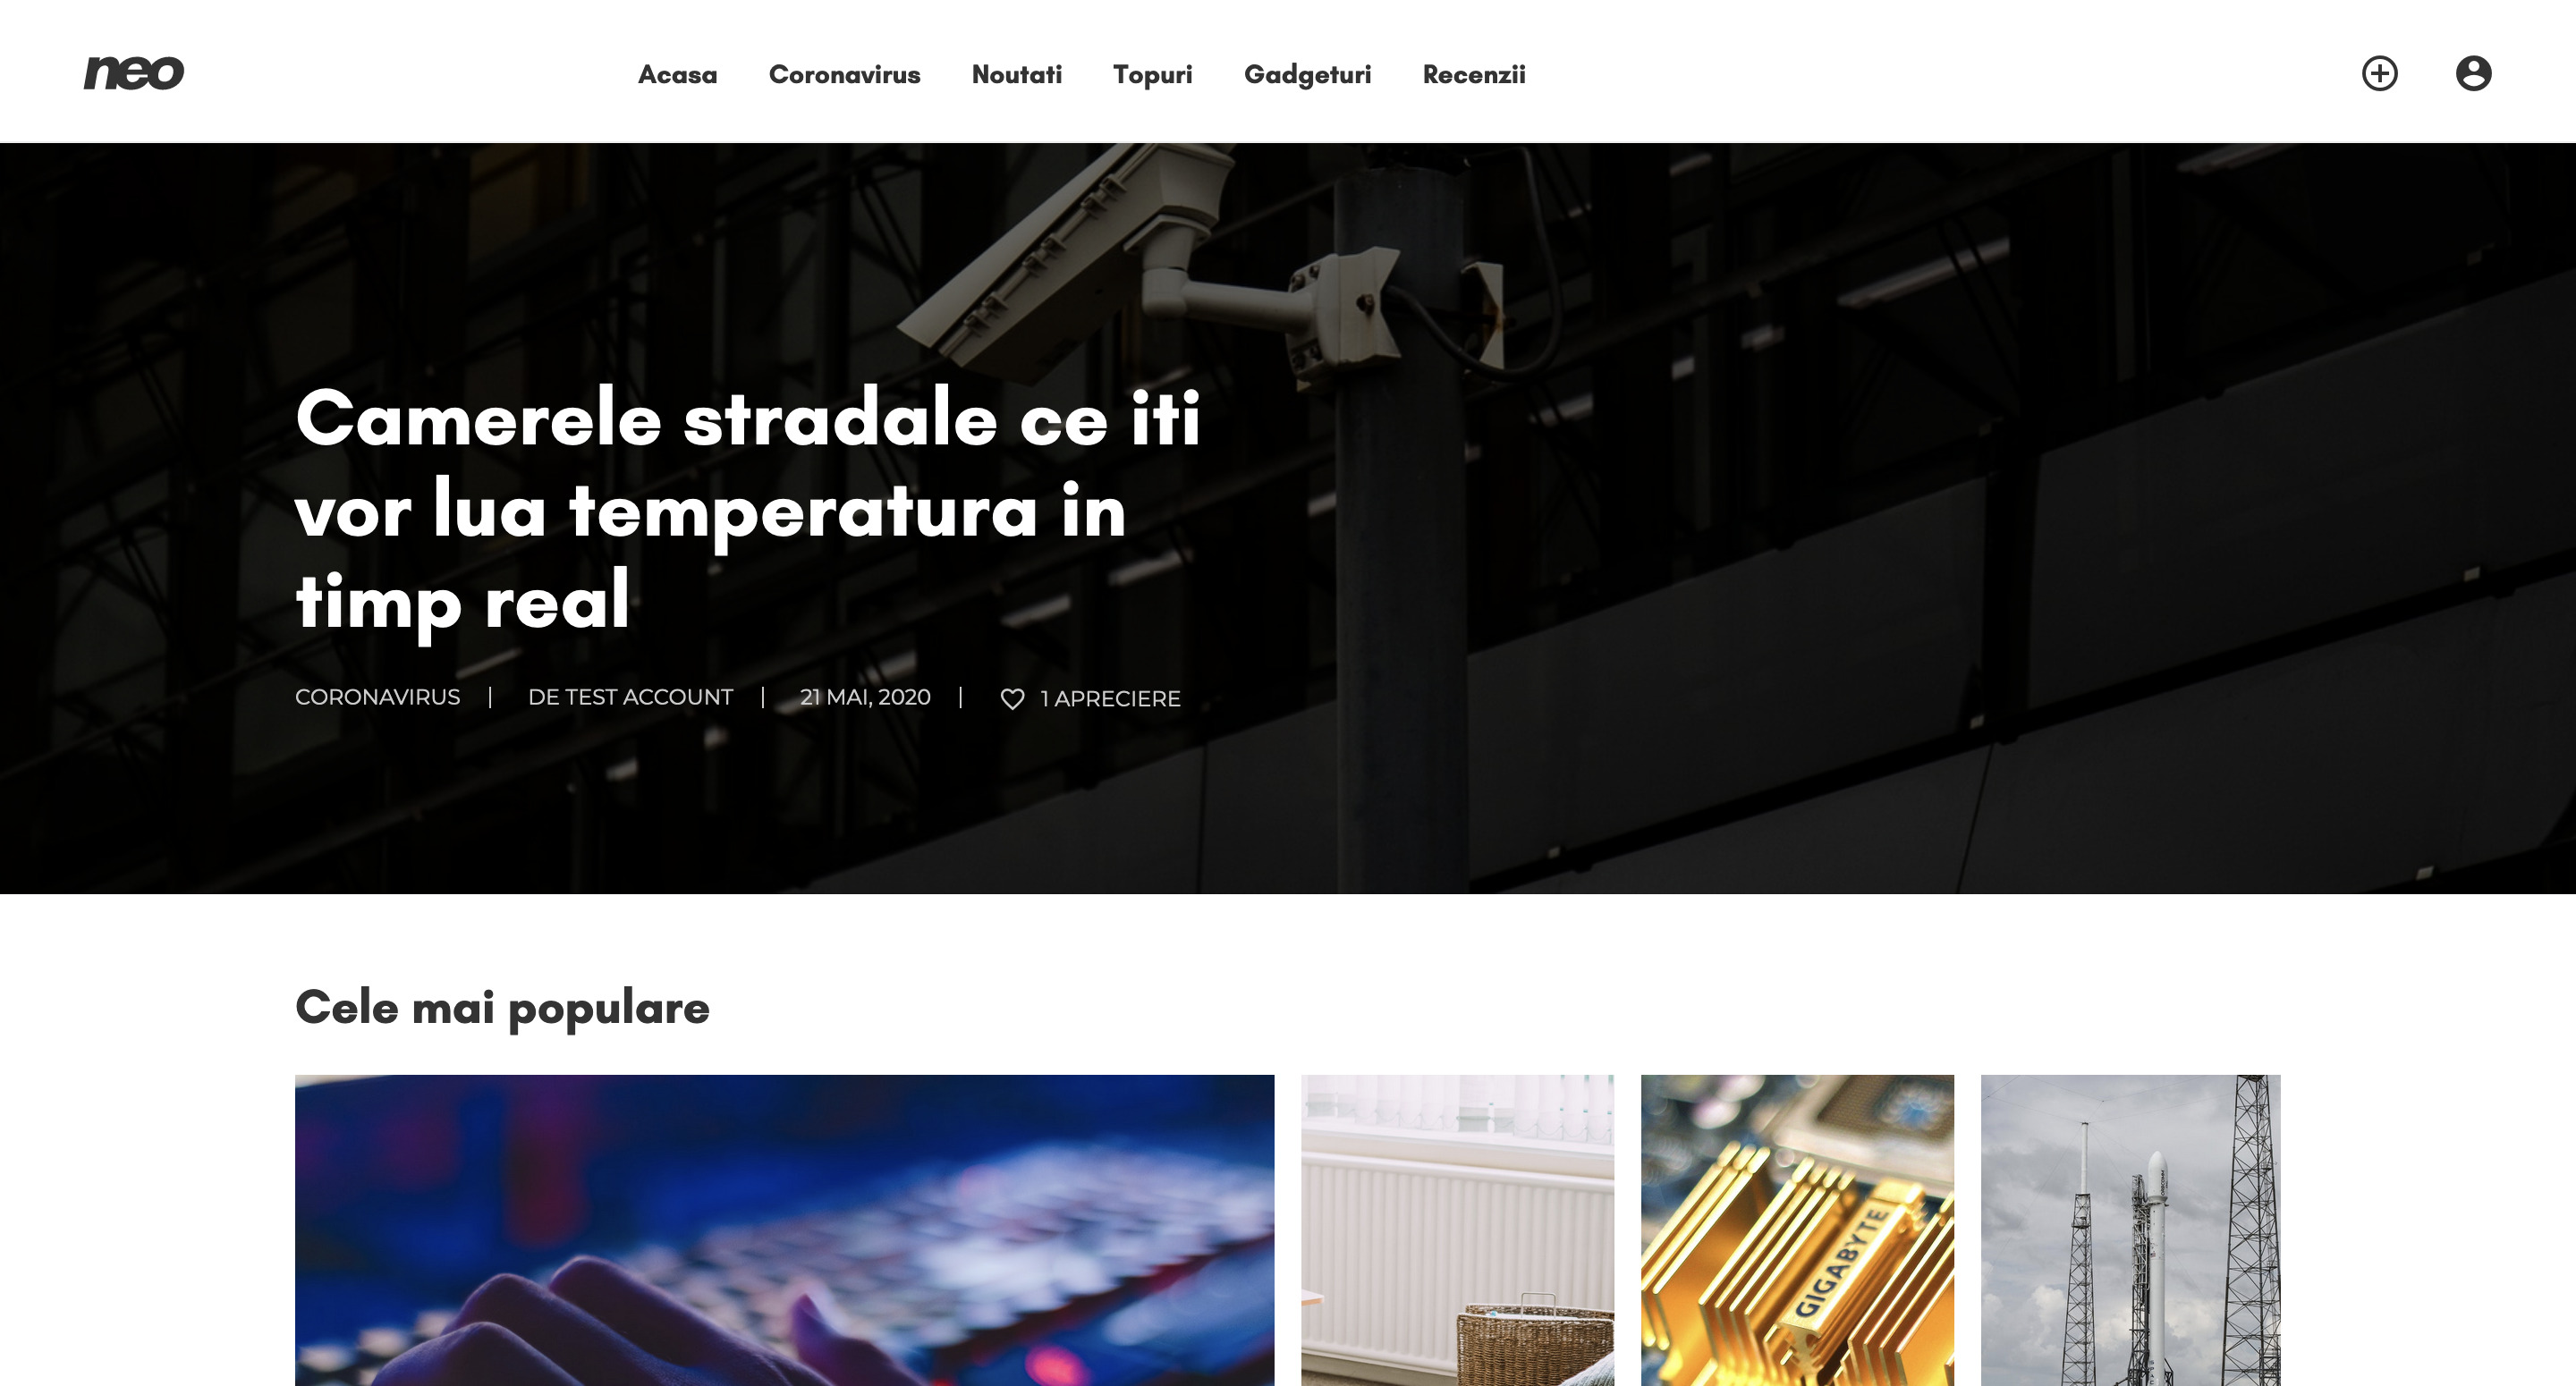 neo
Acasa Coronavirus Noutati Topuri Gadgeturi Recenzii
Camerele stradale ce iti
vor lua temperatura in
timp real
CORONAVIRUS | DE TEST ACCOUNT | 21 MAI, 2020 | 1 APRECIERE
Cele mai populare
GIGABYTE